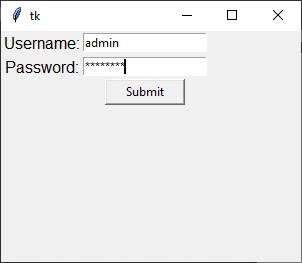 tk
Username: admin
Password: ********
Submit